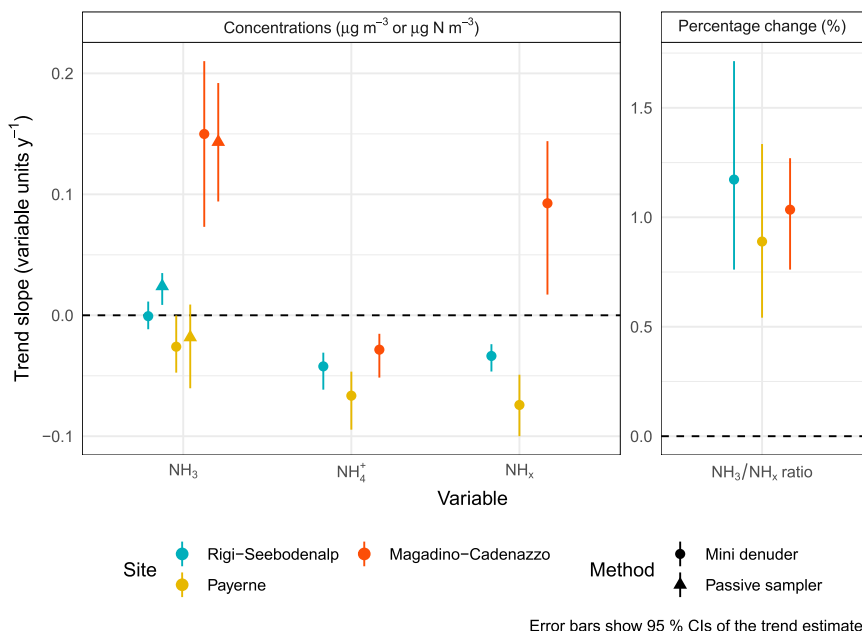 Concentrations (μg m⁻³ or μg N m⁻³)
Percentage change (%)
Trend slope (variable units y⁻¹)
0.2
0.1
0.0
−0.1
1.5
1.0
0.5
0.0
NH₃
NH₄⁺
NHₓ
NH₃/NHₓ ratio
Variable
Site
Rigi−Seebodenalp
Payerne
Magadino−Cadenazzo
Method
Mini denuder
Passive sampler
Error bars show 95 % CIs of the trend estimate